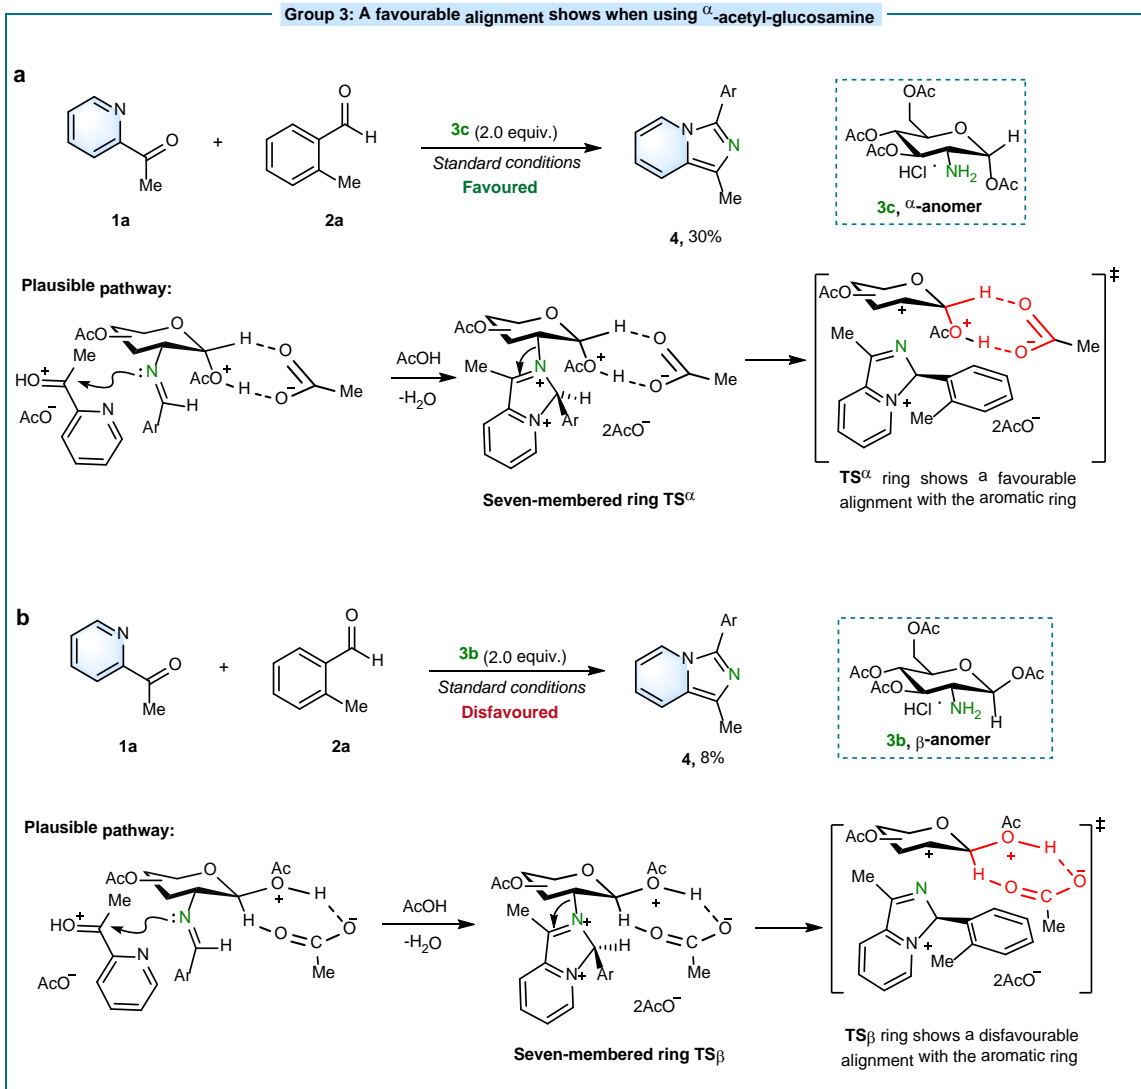 Group 3: A favourable alignment shows when using α-acetyl-glucosamine
a
N
O
Me
1a
+
O
H
Me
2a
3c (2.0 equiv.)
Standard conditions
Favoured
Ar
N
N
Me
4, 30%
OAc
AcO
O
AcO
H
HCl · NH2
OAc
3c, α-anomer
Plausible pathway:
AcO
O
H
O
Me
HO+
:N
AcO+
H
O−
Me
AcO−
N
H
Ar
AcOH
-H2O
AcO
O
H
O
Me
N+
AcO+
H
O−
Me
H
N+
Ar
2AcO−
Seven-membered ring TSα
AcO
O
+
H
O
Me
N
AcO+
H
O−
Me
N+
Me
2AcO−
‡
TSα ring shows a favourable
alignment with the aromatic ring
b
N
O
Me
1a
+
O
H
Me
2a
3b (2.0 equiv.)
Standard conditions
Disfavoured
Ar
N
N
Me
4, 8%
OAc
AcO
O
AcO
OAc
HCl · NH2
H
3b, β-anomer
Plausible pathway:
AcO
O
Ac
O+
H
Me
HO+
:N
H
O
O−
AcO−
N
H
Ar
Me
AcOH
-H2O
AcO
O
Ac
O+
H
Me
N+
H
O
O−
H
N+
Ar
Me
2AcO−
Seven-membered ring TSβ
AcO
O
+
Ac
O
+
H
H
O
O−
Me
N
Me
N+
Me
2AcO−
‡
TSβ ring shows a disfavourable
alignment with the aromatic ring